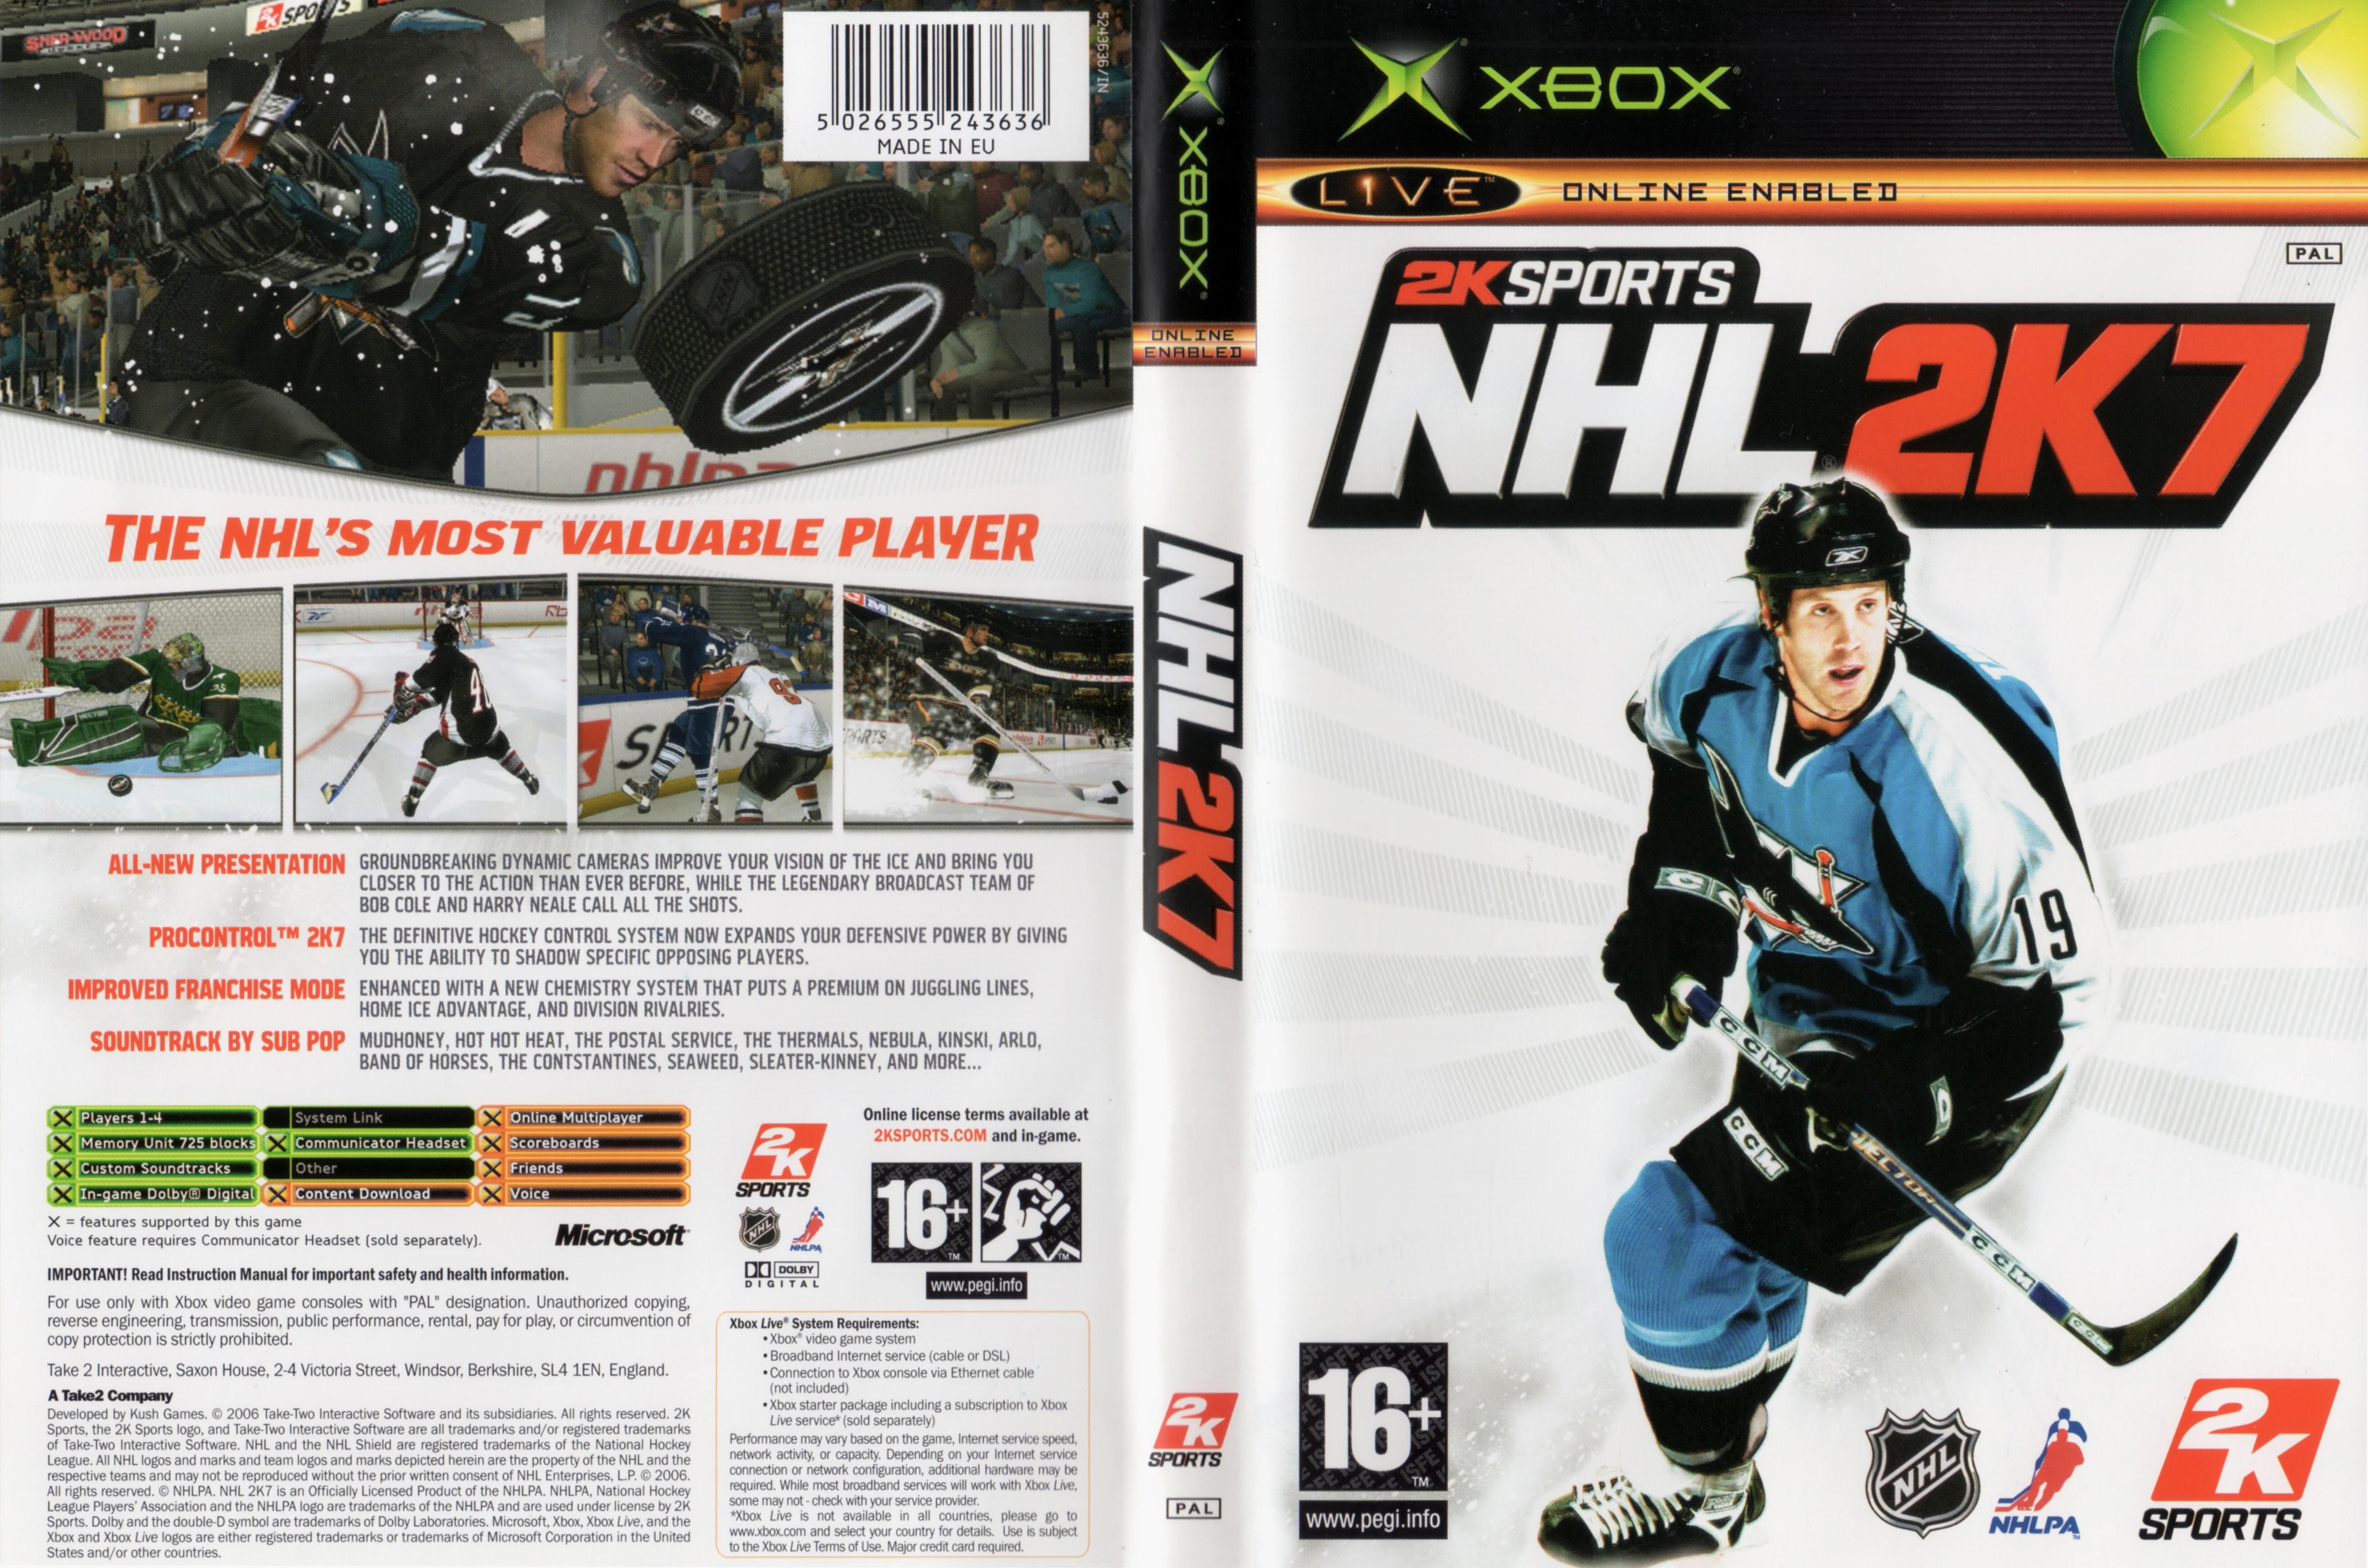 SHER-WOOD
2K SPORTS
5 026555 243636
MADE IN EU
5243636/IN
nhlpa
THE NHL'S MOST VALUABLE PLAYER
ALL-NEW PRESENTATION
GROUNDBREAKING DYNAMIC CAMERAS IMPROVE YOUR VISION OF THE ICE AND BRING YOU
CLOSER TO THE ACTION THAN EVER BEFORE, WHILE THE LEGENDARY BROADCAST TEAM OF
BOB COLE AND HARRY NEALE CALL ALL THE SHOTS.
PROCONTROL™ 2K7
THE DEFINITIVE HOCKEY CONTROL SYSTEM NOW EXPANDS YOUR DEFENSIVE POWER BY GIVING
YOU THE ABILITY TO SHADOW SPECIFIC OPPOSING PLAYERS.
IMPROVED FRANCHISE MODE
ENHANCED WITH A NEW CHEMISTRY SYSTEM THAT PUTS A PREMIUM ON JUGGLING LINES,
HOME ICE ADVANTAGE, AND DIVISION RIVALRIES.
SOUNDTRACK BY SUB POP
MUDHONEY, HOT HOT HEAT, THE POSTAL SERVICE, THE THERMALS, NEBULA, KINSKI, ARLO,
BAND OF HORSES, THE CONTSTANTINES, SEAWEED, SLEATER-KINNEY, AND MORE...
Players 1-4
System Link
Online Multiplayer
Memory Unit 725 blocks
Communicator Headset
Scoreboards
Custom Soundtracks
Other
Friends
In-game Dolby® Digital
Content Download
Voice
X = features supported by this game
Voice feature requires Communicator Headset (sold separately).
Microsoft®
IMPORTANT! Read Instruction Manual for important safety and health information.
For use only with Xbox video game consoles with "PAL" designation. Unauthorized copying,
reverse engineering, transmission, public performance, rental, pay for play, or circumvention of
copy protection is strictly prohibited.
Take 2 Interactive, Saxon House, 2-4 Victoria Street, Windsor, Berkshire, SL4 1EN, England.
A Take2 Company
Developed by Kush Games. © 2006 Take-Two Interactive Software and its subsidiaries. All rights reserved. 2K
Sports, the 2K Sports logo, and Take-Two Interactive Software are all trademarks and/or registered trademarks
of Take-Two Interactive Software. NHL and the NHL Shield are registered trademarks of the National Hockey
League. All NHL logos and marks and team logos and marks depicted herein are the property of the NHL and the
respective teams and may not be reproduced without the prior written consent of NHL Enterprises, L.P. © 2006.
All rights reserved. © NHLPA. NHL 2K7 is an Officially Licensed Product of the NHLPA. NHLPA, National Hockey
League Players' Association and the NHLPA logo are trademarks of the NHLPA and are used under license by 2K
Sports. Dolby and the double-D symbol are trademarks of Dolby Laboratories. Microsoft, Xbox, Xbox Live, and the
Xbox and Xbox Live logos are either registered trademarks or trademarks of Microsoft Corporation in the United
States and/or other countries.
2K
SPORTS
NHL
NHLPA
DOLBY
DIGITAL
Online license terms available at
2KSPORTS.COM and in-game.
16+
www.pegi.info
Xbox Live® System Requirements:
• Xbox® video game system
• Broadband Internet service (cable or DSL)
• Connection to Xbox console via Ethernet cable
(not included)
• Xbox starter package including a subscription to Xbox
Live service* (sold separately)
Performance may vary based on the game, Internet service speed,
network activity, or capacity. Depending on your Internet service
connection or network configuration, additional hardware may be
required. While most broadband services will work with Xbox Live,
some may not - check with your service provider.
*Xbox Live is not available in all countries, please go to
www.xbox.com and select your country for details. Use is subject
to the Xbox Live Terms of Use. Major credit card required.
XBOX®
ONLINE
ENABLED
NHL 2K7
2K
SPORTS
PAL
XBOX®
LIVE™ ONLINE ENABLED
PAL
2K SPORTS
NHL® 2K7
19
CCM
CCM
CCM
VECTOR
CCM
16+
www.pegi.info
NHL
NHLPA™
2K
SPORTS